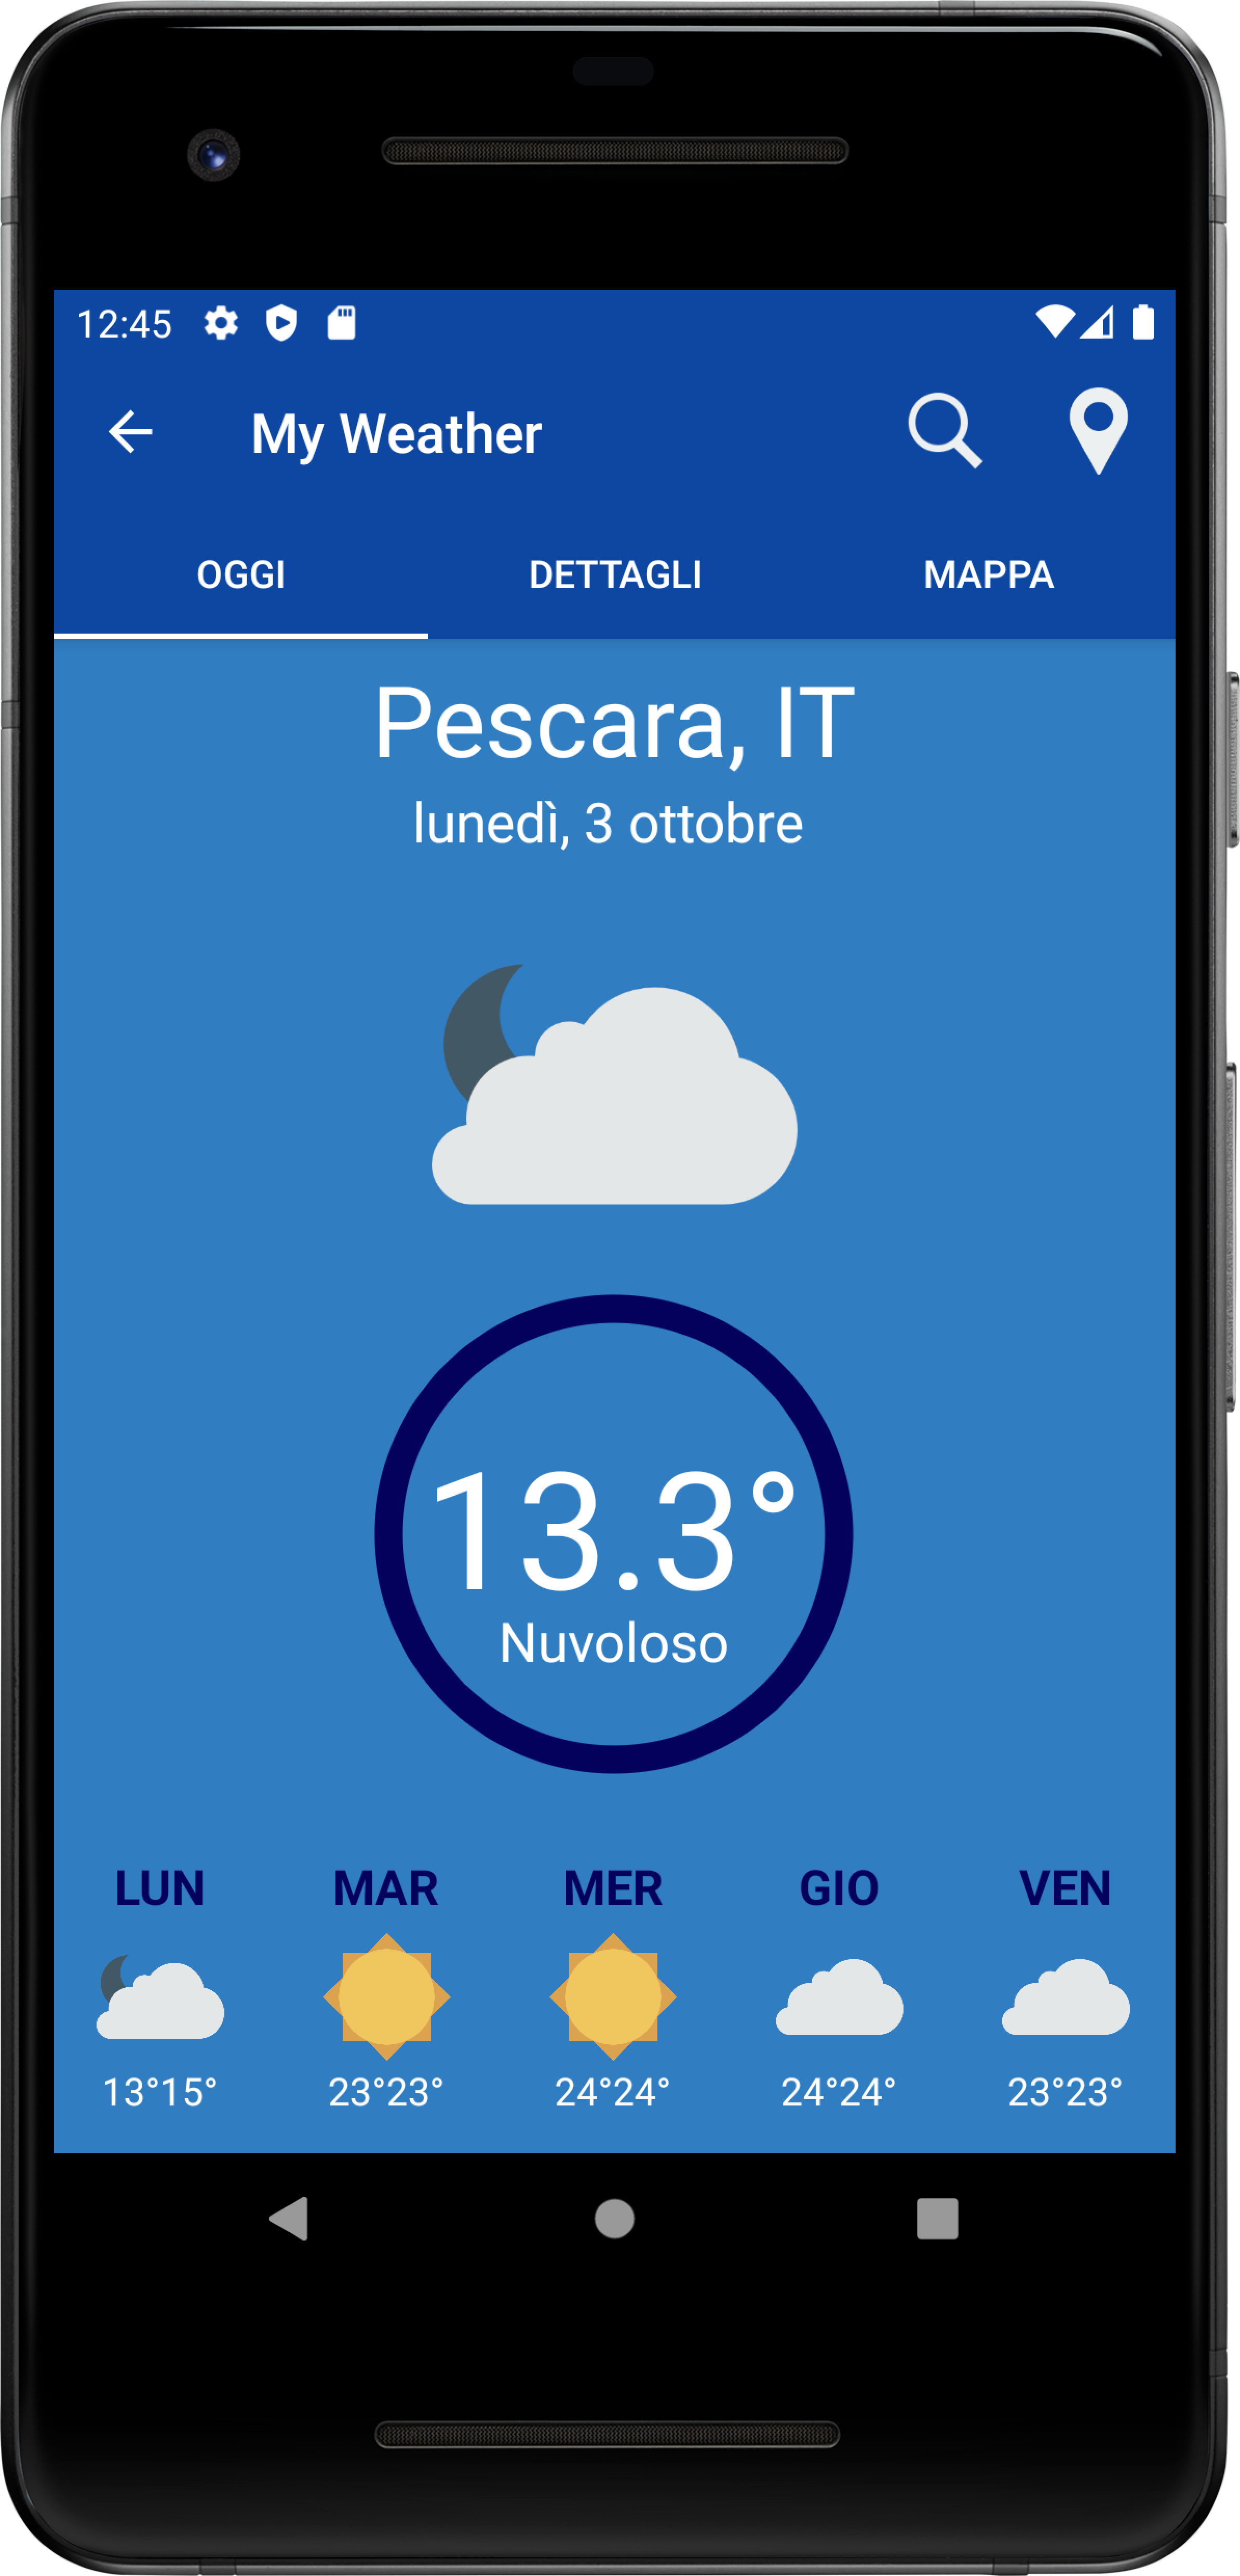 12:45
My Weather
OGGI DETTAGLI MAPPA
Pescara, IT
lunedì, 3 ottobre
13.3°
Nuvoloso
LUN MAR MER GIO VEN
13°15° 23°23° 24°24° 24°24° 23°23°